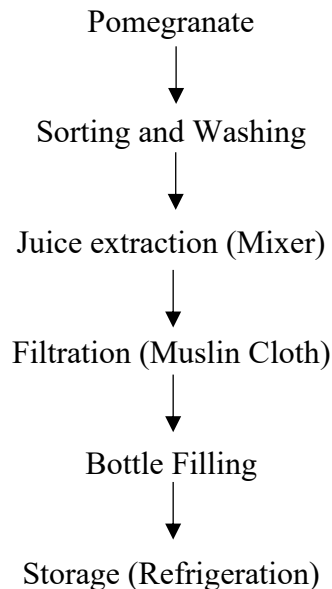 Pomegranate
Sorting and Washing
Juice extraction (Mixer)
Filtration (Muslin Cloth)
Bottle Filling
Storage (Refrigeration)